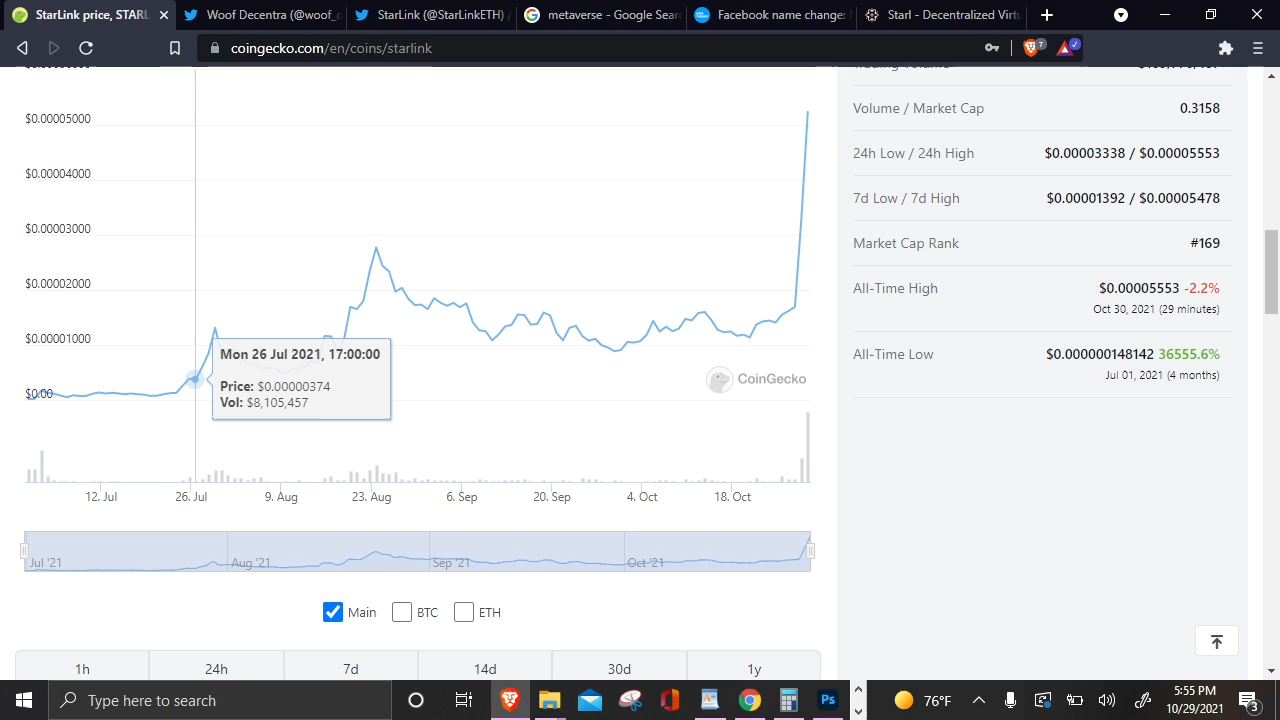 StarLink price, STARL
Woof Decentra (@woof_
StarLink (@StarLinkETH) /
metaverse - Google Sear
Facebook name change:
Starl - Decentralized Virtu
coingecko.com/en/coins/starlink
7
$0.00005000
$0.00004000
$0.00003000
$0.00002000
$0.00001000
$0.00
Mon 26 Jul 2021, 17:00:00
Price: $0.00000374
Vol: $8,105,457
CoinGecko
12. Jul 26. Jul 9. Aug 23. Aug 6. Sep 20. Sep 4. Oct 18. Oct
Jul '21 Aug '21 Sep '21 Oct '21
Main BTC ETH
1h 24h 7d 14d 30d 1y
Volume / Market Cap 0.3158
24h Low / 24h High $0.00003338 / $0.00005553
7d Low / 7d High $0.00001392 / $0.00005478
Market Cap Rank #169
All-Time High $0.00005553 -2.2%
Oct 30, 2021 (29 minutes)
All-Time Low $0.000000148142 36555.6%
Jul 01, 2021 (4 months)
Type here to search
Ps
76°F
5:55 PM
10/29/2021
3